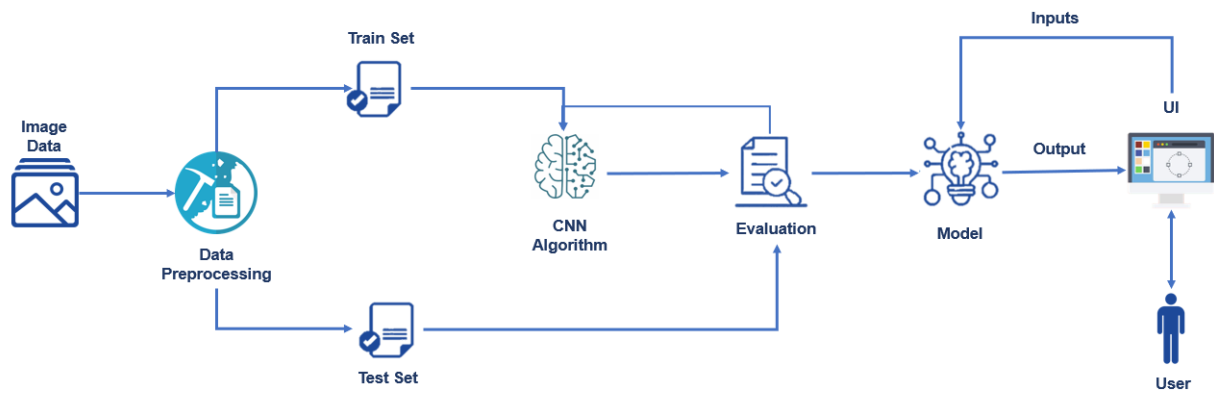 Image
Data
Data
Preprocessing
Train Set
Test Set
CNN
Algorithm
Evaluation
Model
Inputs
Output
UI
User